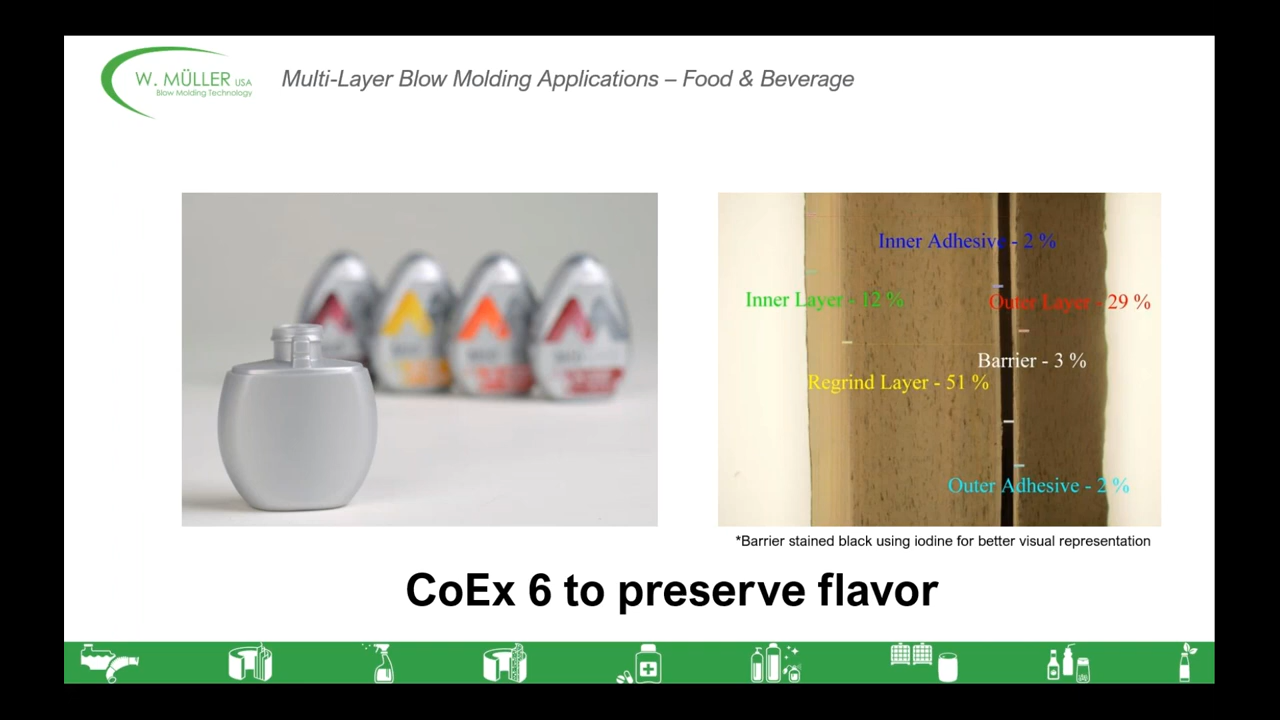 W. MÜLLER USA
Blow Molding Technology
Multi-Layer Blow Molding Applications – Food & Beverage
Inner Adhesive - 2 %
Inner Layer - 12 %
Outer Layer - 29 %
Barrier - 3 %
Regrind Layer - 51 %
Outer Adhesive - 2 %
*Barrier stained black using iodine for better visual representation
CoEx 6 to preserve flavor